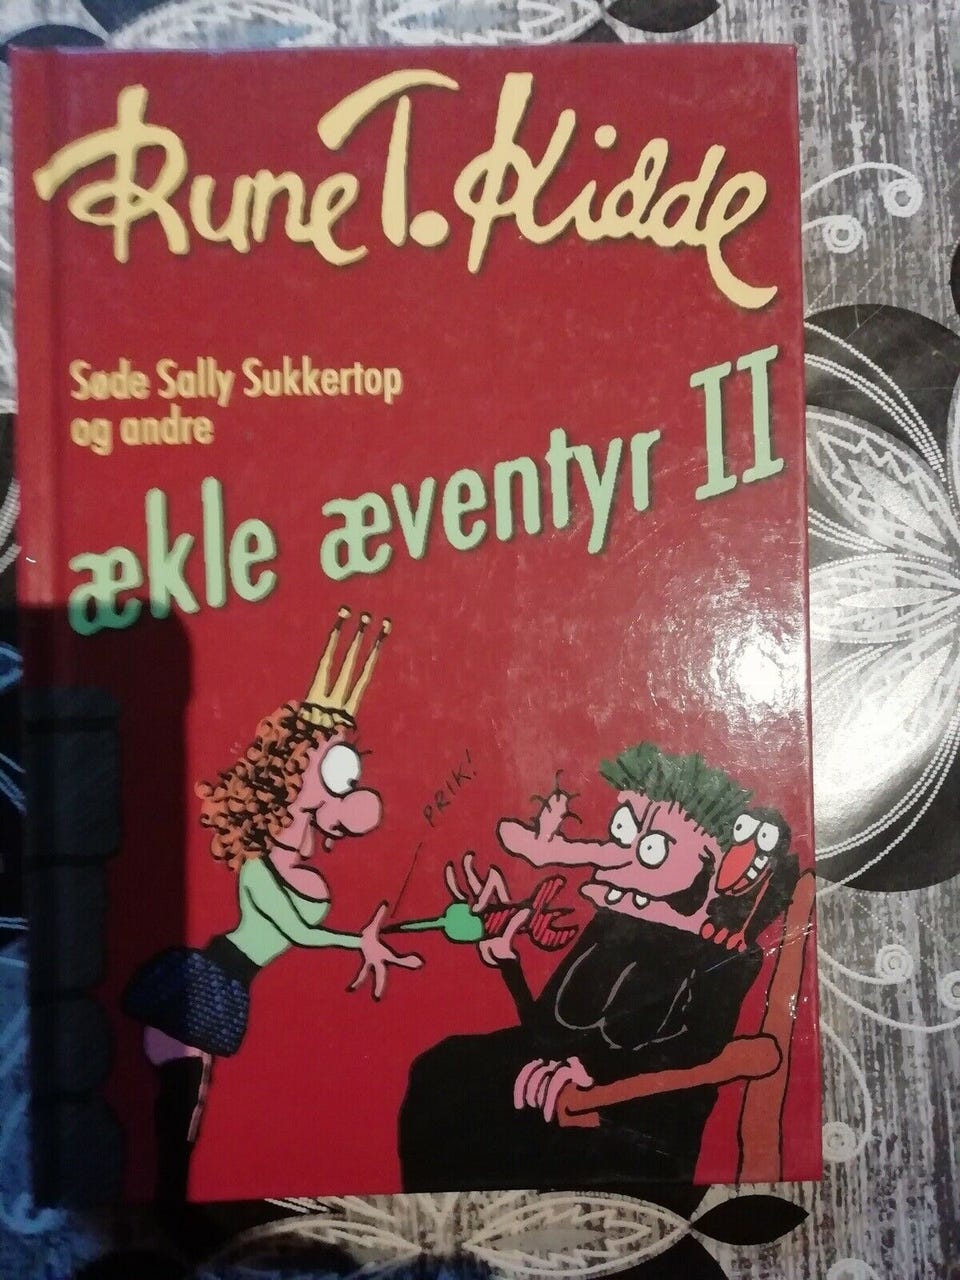 Rune T. Kidde
Søde Sally Sukkertop
og andre
ækle æventyr II
PRIK!